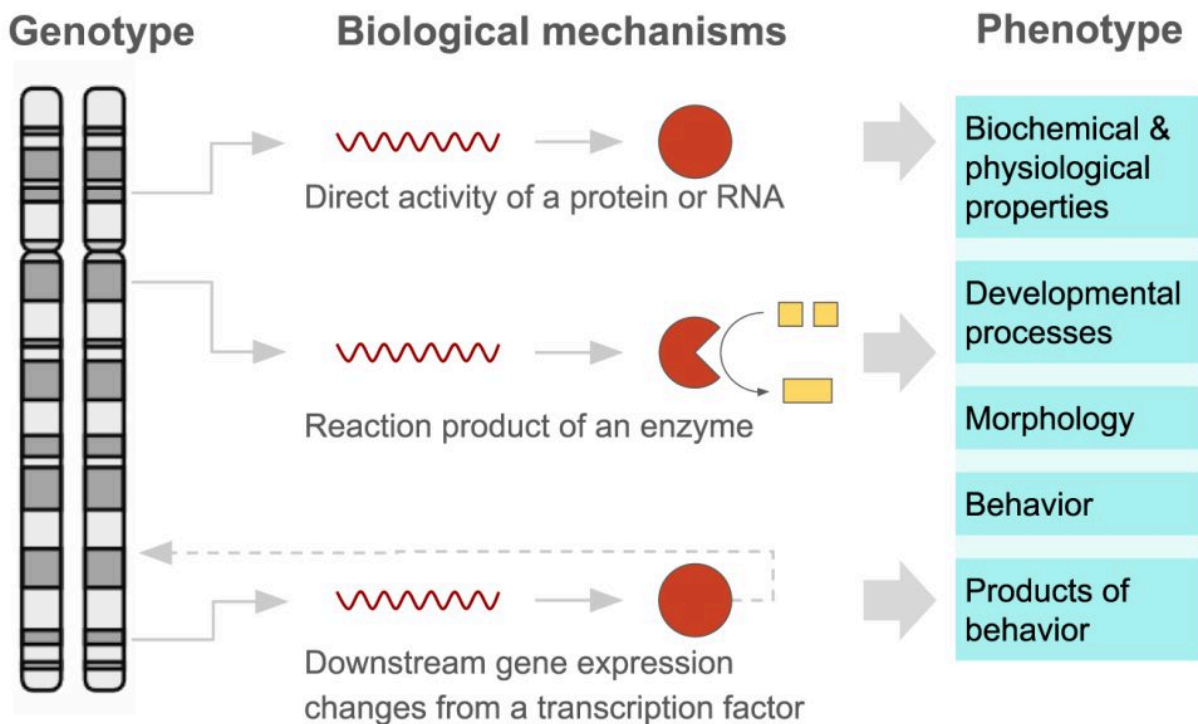 Genotype
Biological mechanisms
Phenotype
Direct activity of a protein or RNA
Reaction product of an enzyme
Downstream gene expression
changes from a transcription factor
Biochemical &
physiological
properties
Developmental
processes
Morphology
Behavior
Products of
behavior